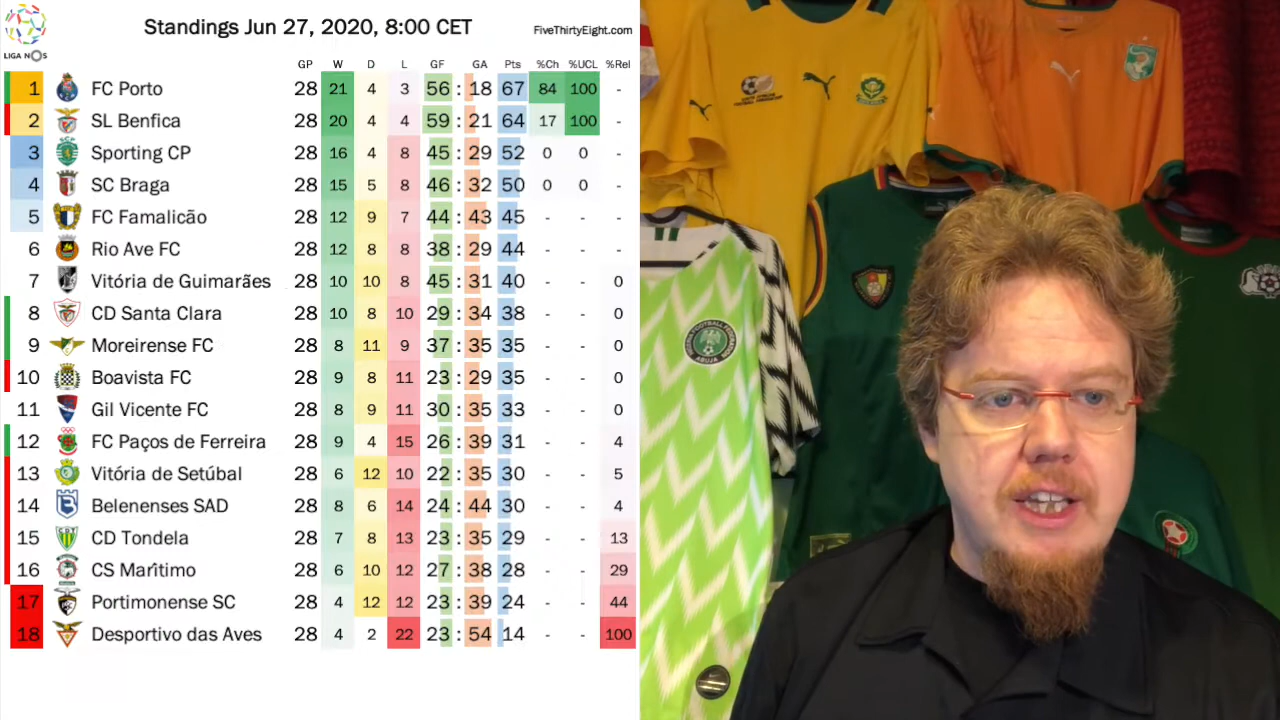 Standings Jun 27, 2020, 8:00 CET
FiveThirtyEight.com
LIGA NOS
GP W D L GF GA Pts %Ch %UCL %Rel
1 FC Porto 28 21 4 3 56 : 18 67 84 100 -
2 SL Benfica 28 20 4 4 59 : 21 64 17 100 -
3 Sporting CP 28 16 4 8 45 : 29 52 0 0 -
4 SC Braga 28 15 5 8 46 : 32 50 0 0 -
5 FC Famalicão 28 12 9 7 44 : 43 45 - - -
6 Rio Ave FC 28 12 8 8 38 : 29 44 - - -
7 Vitória de Guimarães 28 10 10 8 45 : 31 40 - - 0
8 CD Santa Clara 28 10 8 10 29 : 34 38 - - 0
9 Moreirense FC 28 8 11 9 37 : 35 35 - - 0
10 Boavista FC 28 9 8 11 23 : 29 35 - - 0
11 Gil Vicente FC 28 8 9 11 30 : 35 33 - - 0
12 FC Paços de Ferreira 28 9 4 15 26 : 39 31 - - 4
13 Vitória de Setúbal 28 6 12 10 22 : 35 30 - - 5
14 Belenenses SAD 28 8 6 14 24 : 44 30 - - 4
15 CD Tondela 28 7 8 13 23 : 35 29 - - 13
16 CS Marítimo 28 6 10 12 27 : 38 28 - - 29
17 Portimonense SC 28 4 12 12 23 : 39 24 - - 44
18 Desportivo das Aves 28 4 2 22 23 : 54 14 - - 100
ABUJA